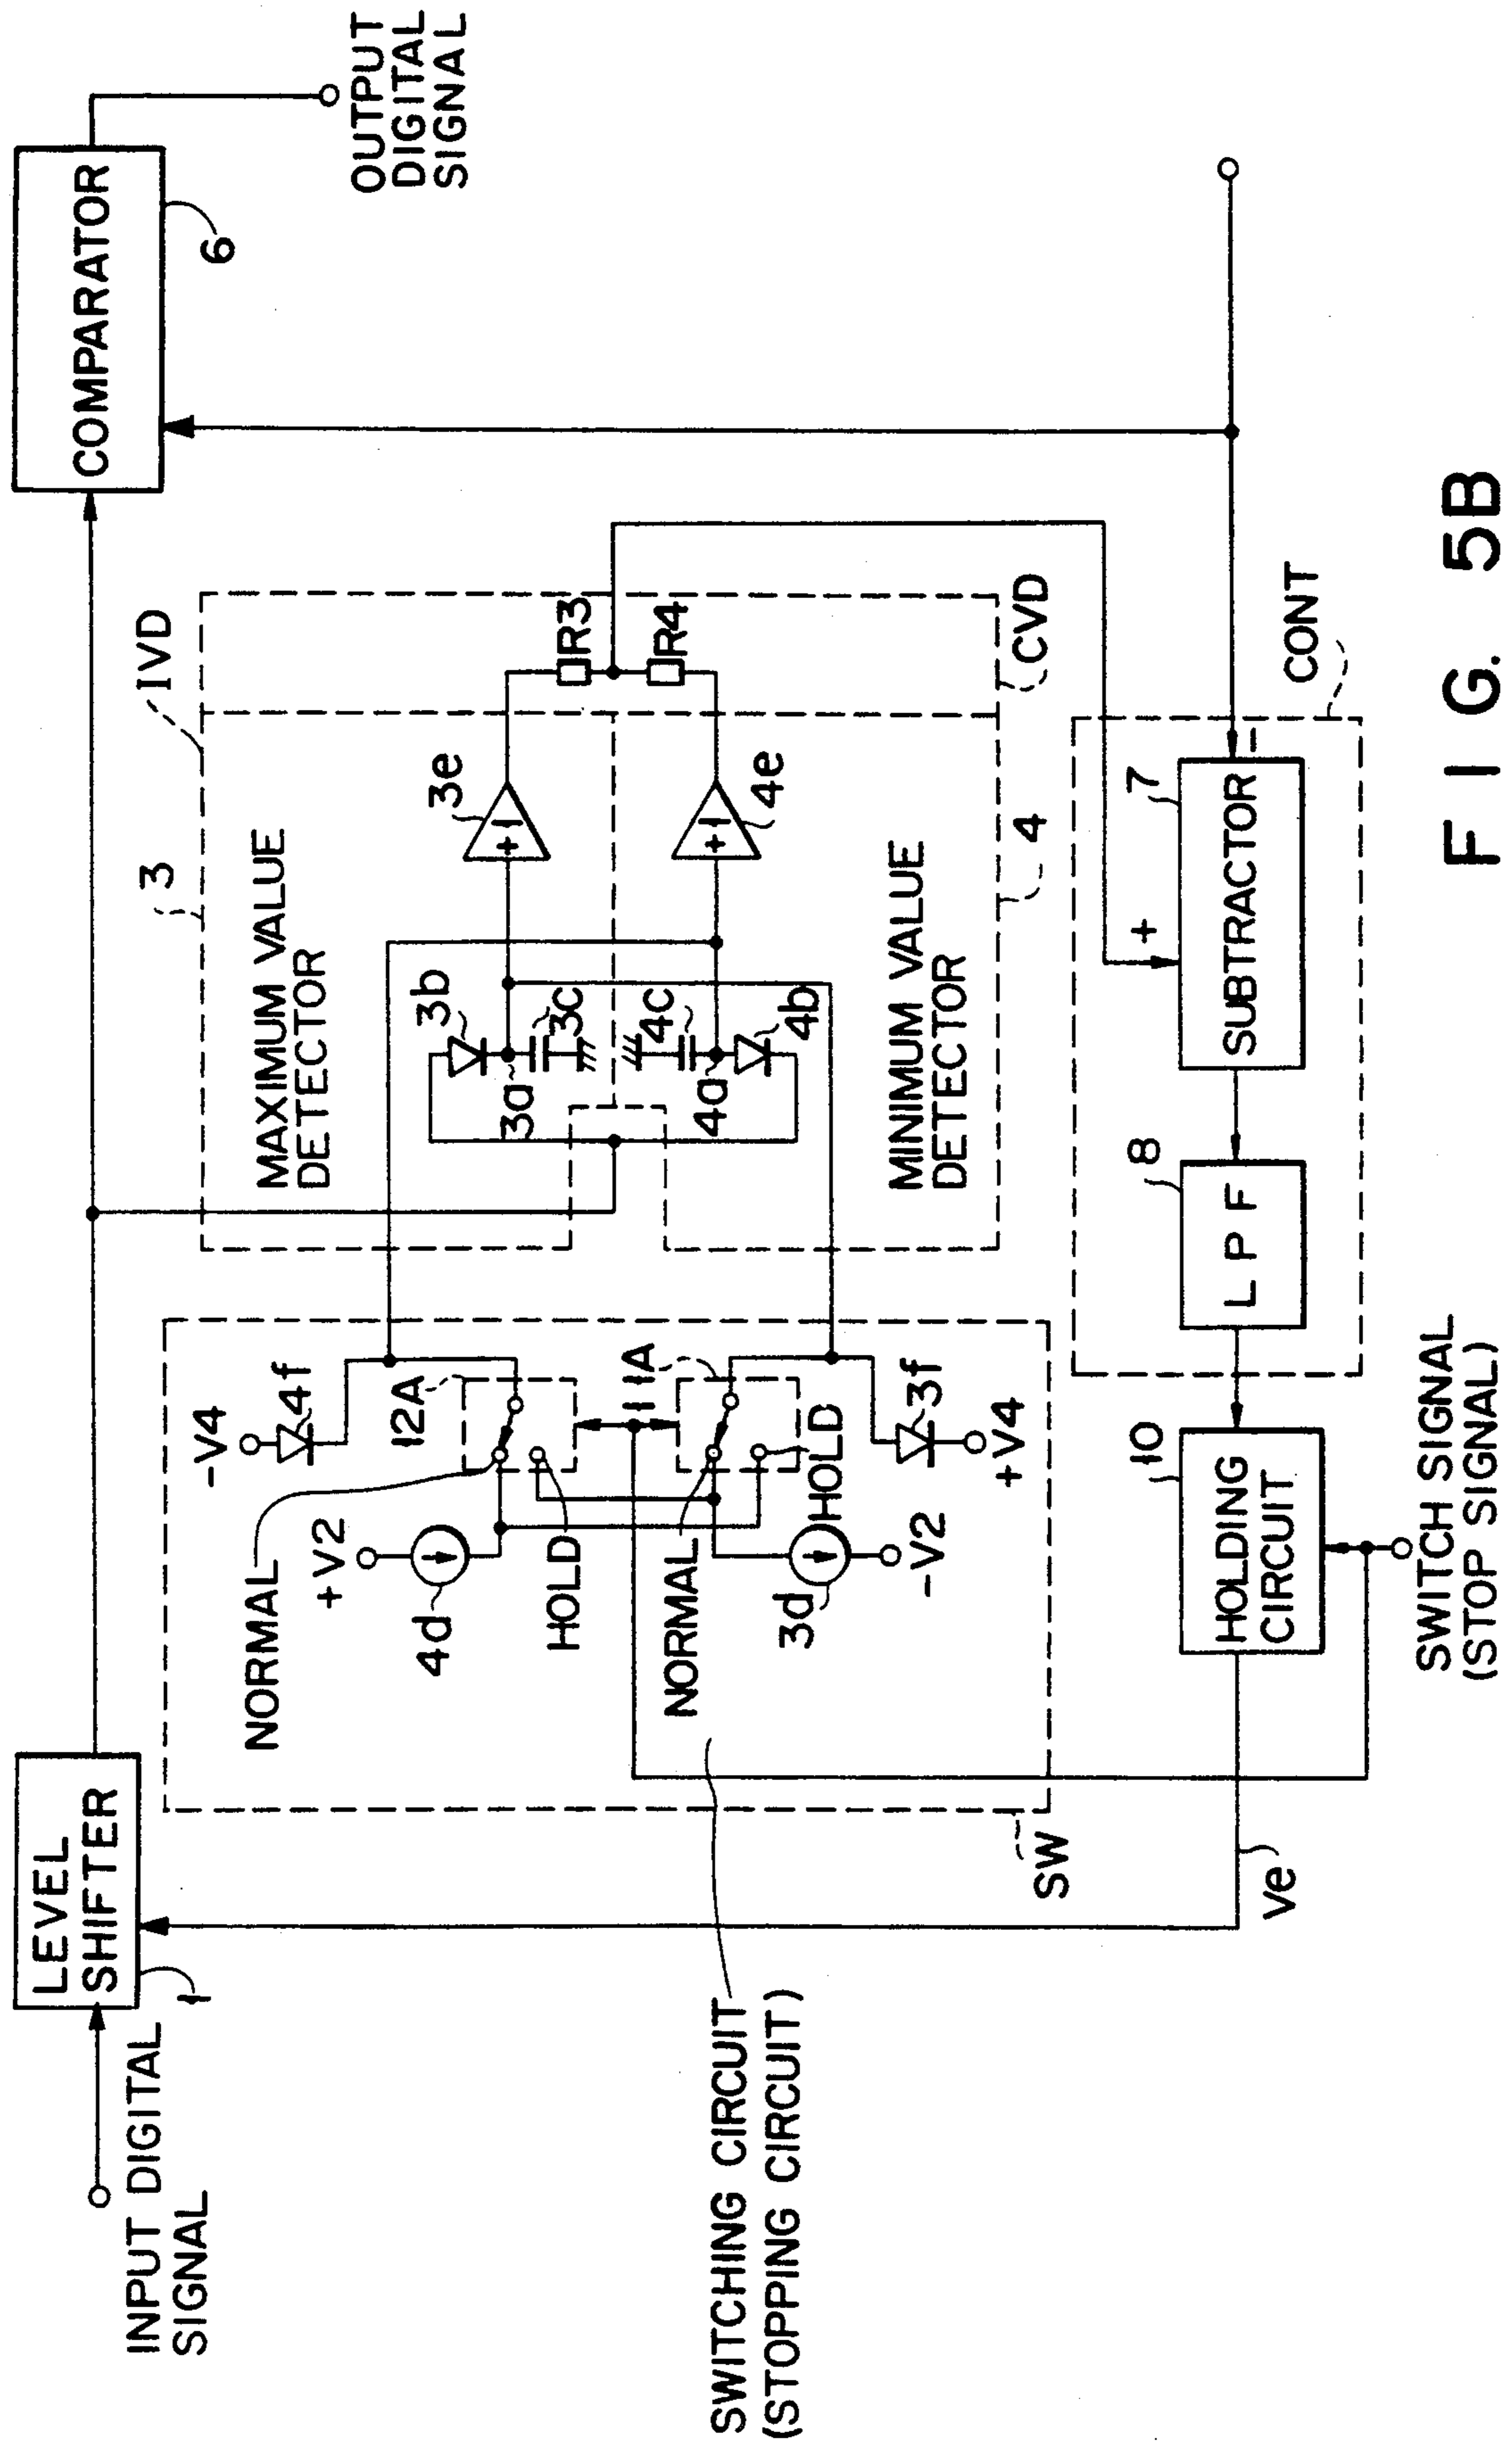 INPUT DIGITAL
SIGNAL
LEVEL
SHIFTER
1
COMPARATOR
6
OUTPUT
DIGITAL
SIGNAL
SWITCHING CIRCUIT
(STOPPING CIRCUIT)
SW
NORMAL
+V2
4d
HOLD
NORMAL
3d
-V2
HOLD
-V4
4f
12A
11A
3f
+V4
3
IVD
MAXIMUM VALUE
DETECTOR
3b
3a
3c
3e
4c
4a
4b
4e
MINIMUM VALUE
DETECTOR
4
R3
R4
CVD
Ve
HOLDING
CIRCUIT
10
SWITCH SIGNAL
(STOP SIGNAL)
LPF
8
SUBTRACTOR
7
+
-
CONT
+1
+1
FIG. 5B